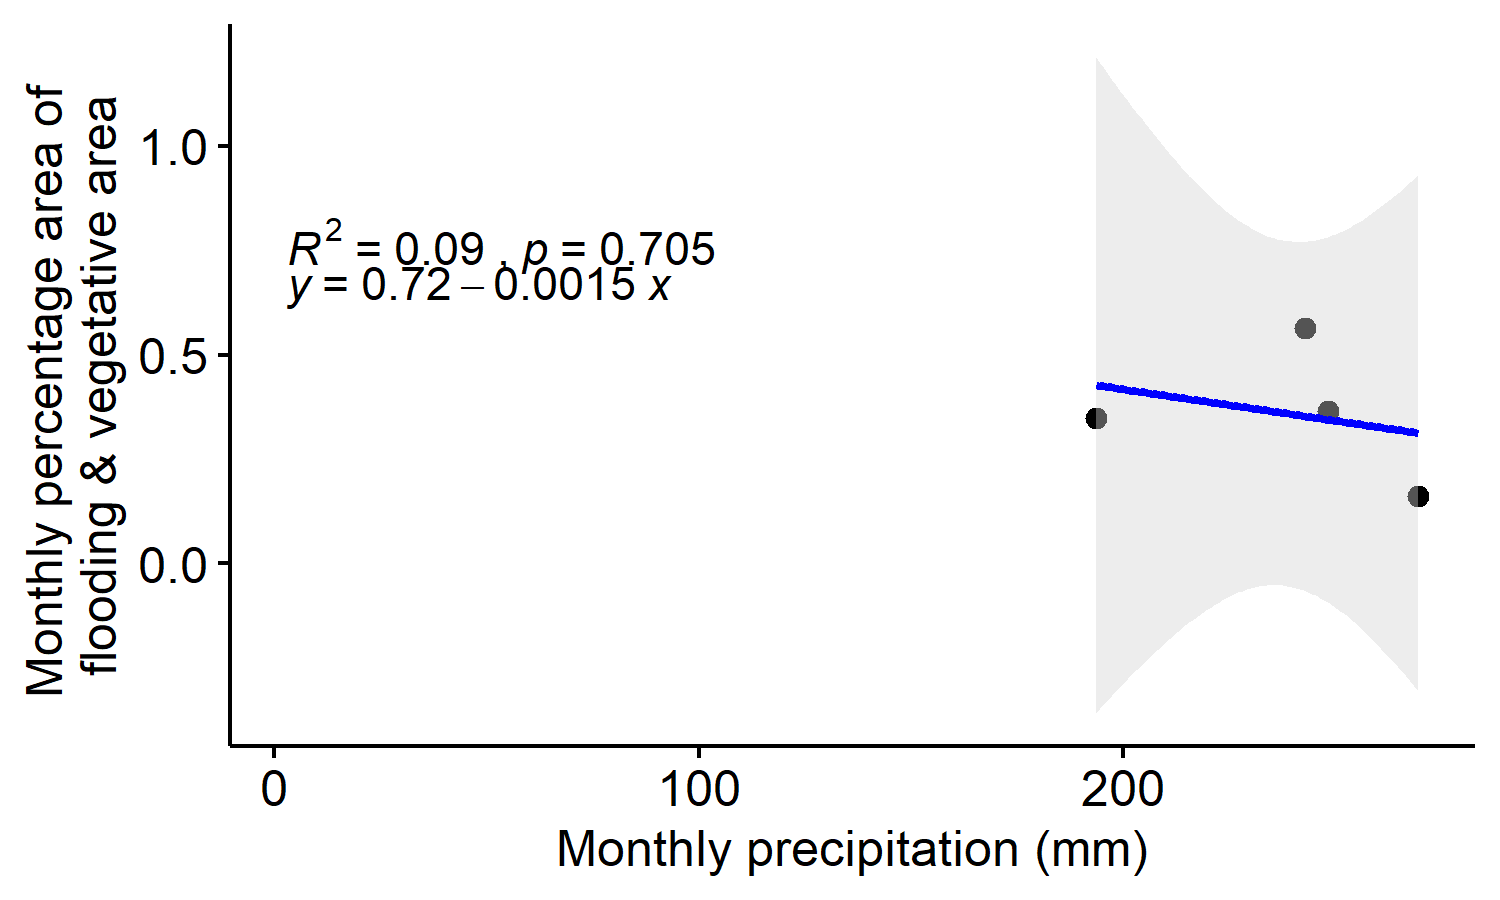 Monthly percentage area of
flooding & vegetative area
1.0
0.5
0.0
R² = 0.09 , p = 0.705
y = 0.72 – 0.0015 x
0 100 200
Monthly precipitation (mm)